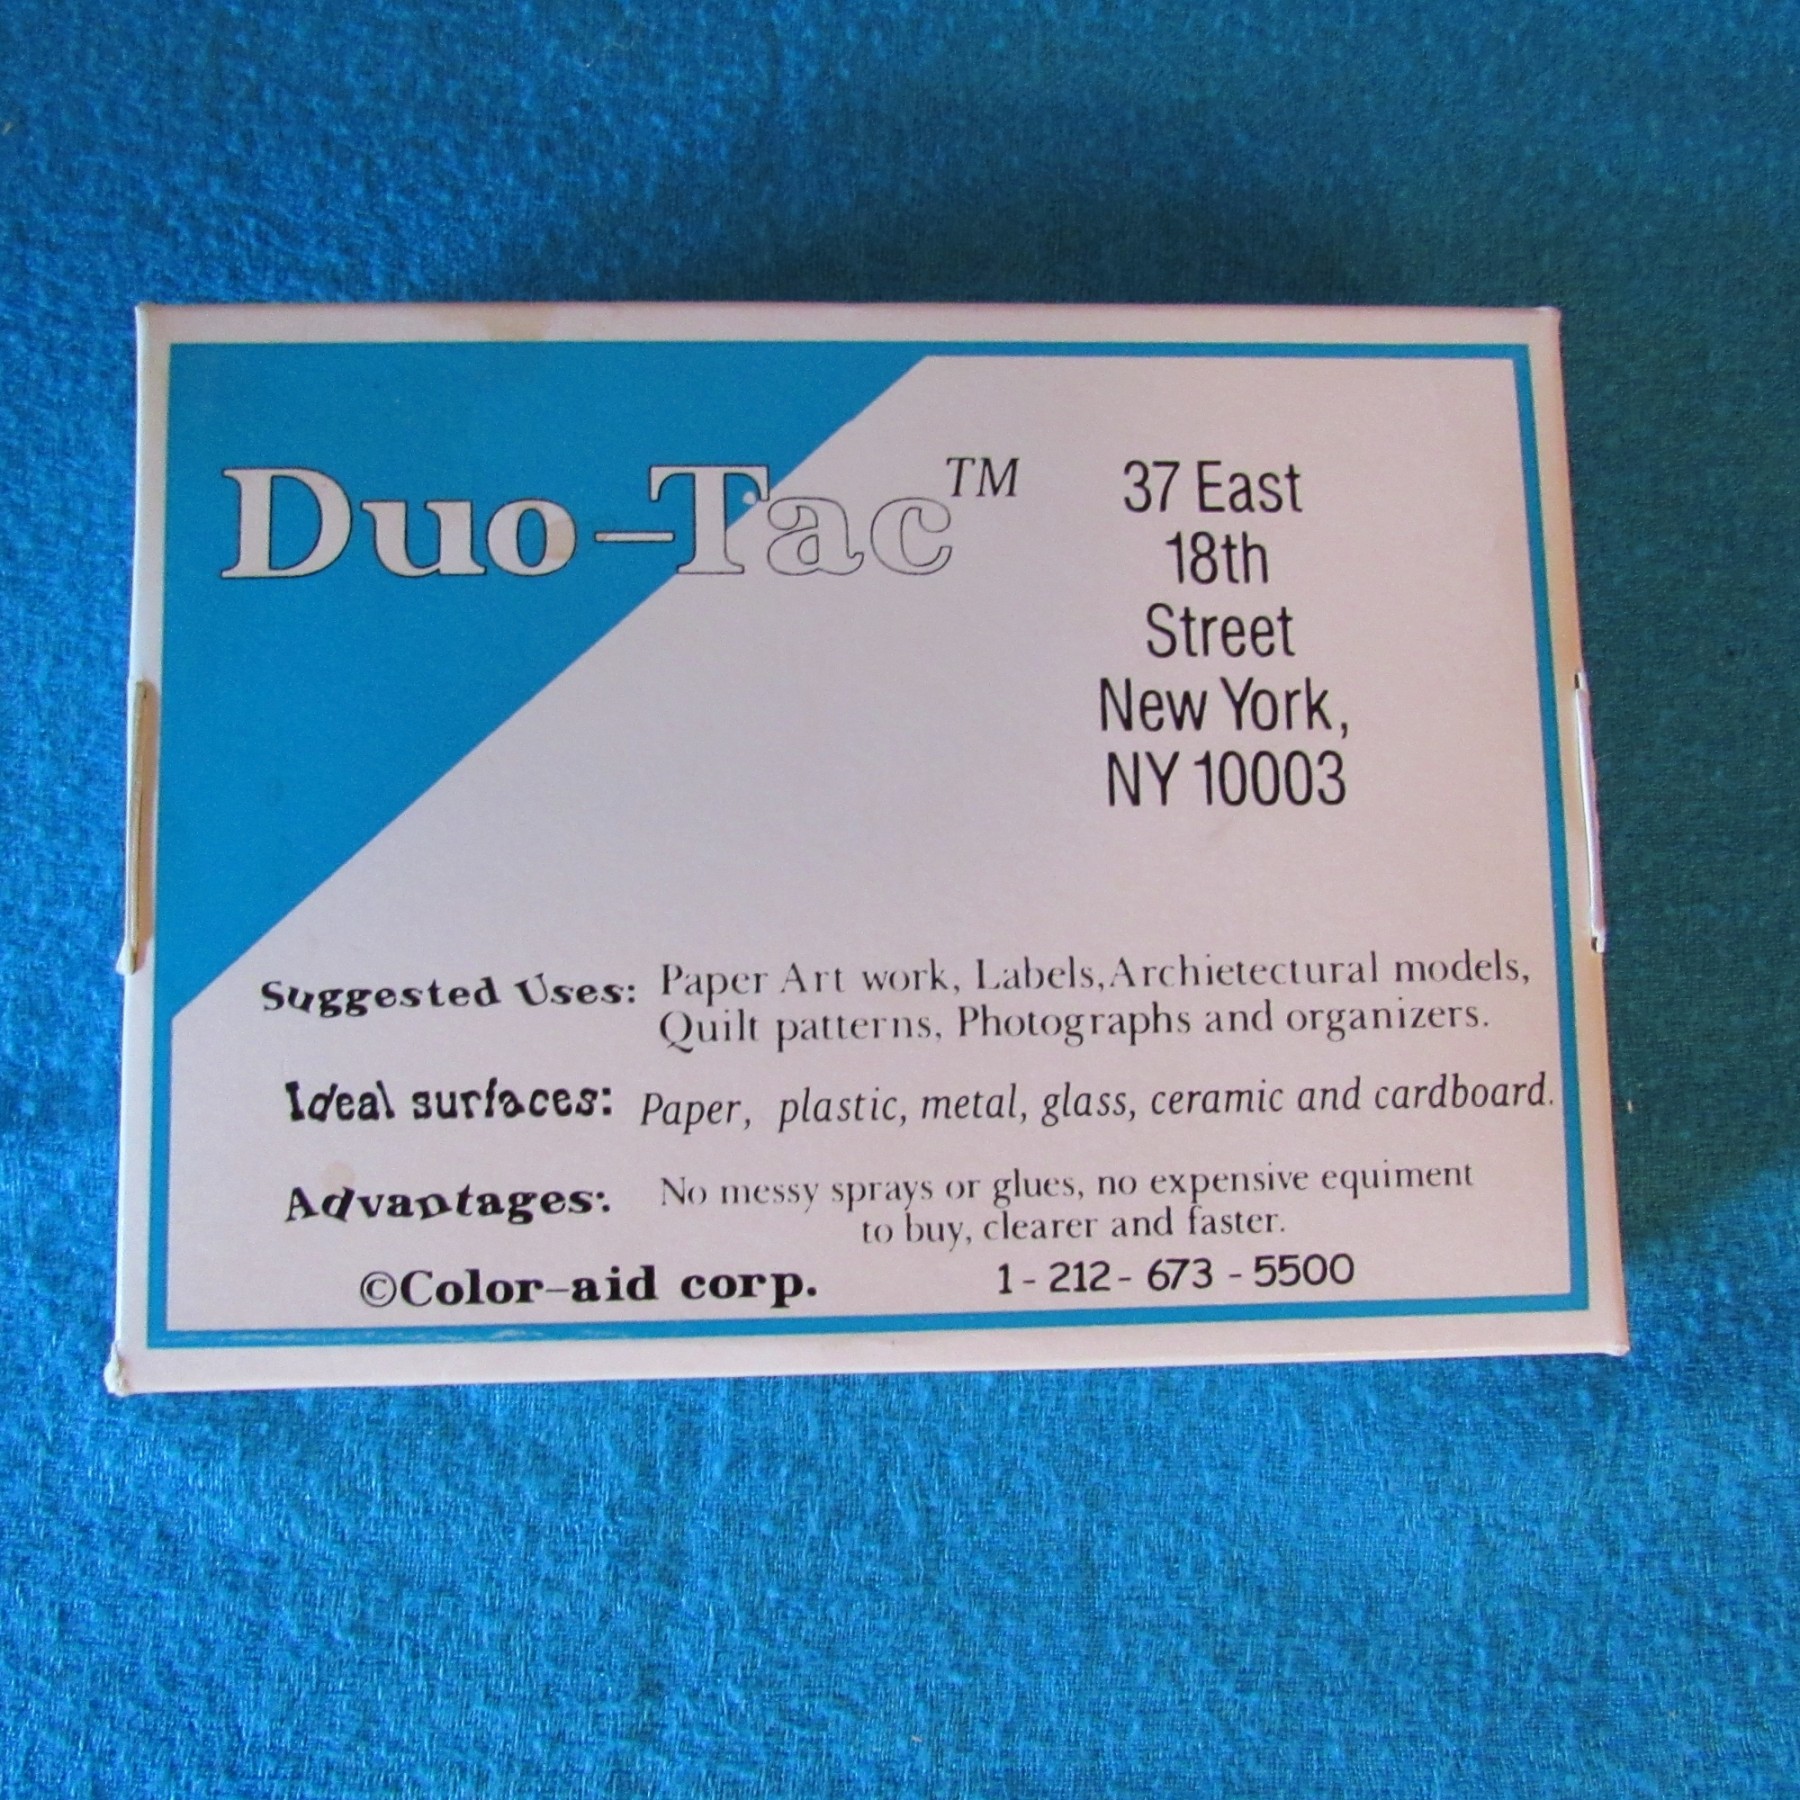 Duo-Tac™
37 East
18th
Street
New York,
NY 10003
Suggested Uses: Paper Art work, Labels,Archietectural models,
Quilt patterns, Photographs and organizers.
Ideal surfaces: Paper, plastic, metal, glass, ceramic and cardboard.
Advantages: No messy sprays or glues, no expensive equiment
to buy, clearer and faster.
©Color-aid corp. 1-212-673-5500